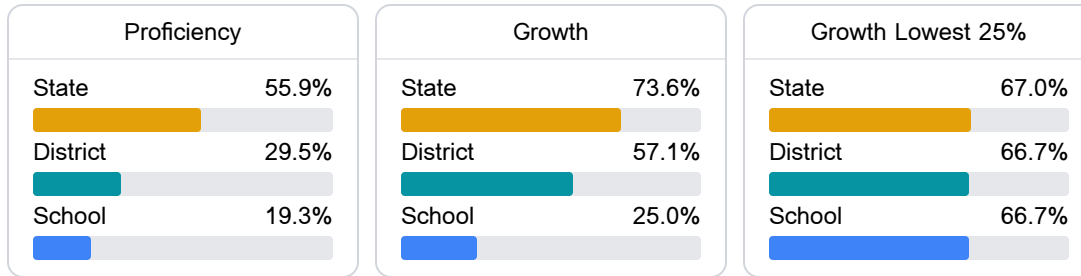 Proficiency
State 55.9%
District 29.5%
School 19.3%
Growth
State 73.6%
District 57.1%
School 25.0%
Growth Lowest 25%
State 67.0%
District 66.7%
School 66.7%